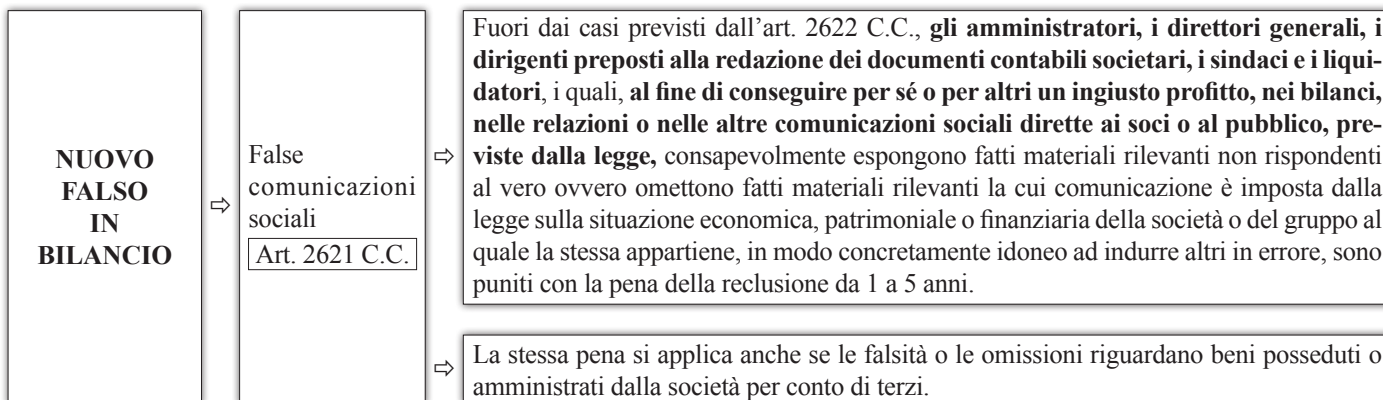 NUOVO
FALSO
IN
BILANCIO
⇨
False
comunicazioni
sociali
Art. 2621 C.C.
⇨
Fuori dai casi previsti dall’art. 2622 C.C., gli amministratori, i direttori generali, i
dirigenti preposti alla redazione dei documenti contabili societari, i sindaci e i liqui-
datori, i quali, al fine di conseguire per sé o per altri un ingiusto profitto, nei bilanci,
nelle relazioni o nelle altre comunicazioni sociali dirette ai soci o al pubblico, pre-
viste dalla legge, consapevolmente espongono fatti materiali rilevanti non rispondenti
al vero ovvero omettono fatti materiali rilevanti la cui comunicazione è imposta dalla
legge sulla situazione economica, patrimoniale o finanziaria della società o del gruppo al
quale la stessa appartiene, in modo concretamente idoneo ad indurre altri in errore, sono
puniti con la pena della reclusione da 1 a 5 anni.
⇨
La stessa pena si applica anche se le falsità o le omissioni riguardano beni posseduti o
amministrati dalla società per conto di terzi.